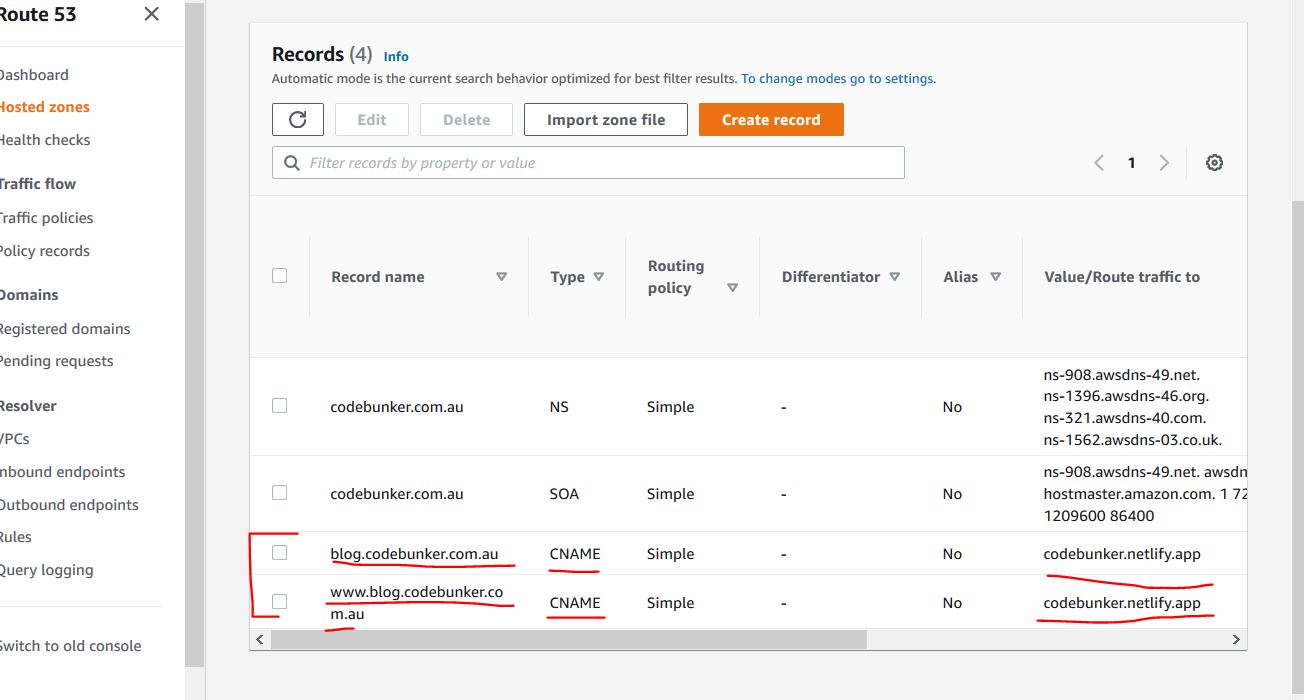 Route 53
Dashboard
Hosted zones
Health checks
Traffic flow
Traffic policies
Policy records
Domains
Registered domains
Pending requests
Resolver
VPCs
Inbound endpoints
Outbound endpoints
Rules
Query logging
Switch to old console
Records (4) Info
Automatic mode is the current search behavior optimized for best filter results. To change modes go to settings.
Edit Delete Import zone file Create record
Filter records by property or value
1
Record name Type Routing policy Differentiator Alias Value/Route traffic to
codebunker.com.au NS Simple - No
ns-908.awsdns-49.net.
ns-1396.awsdns-46.org.
ns-321.awsdns-40.com.
ns-1562.awsdns-03.co.uk.
codebunker.com.au SOA Simple - No
ns-908.awsdns-49.net. awsdn
hostmaster.amazon.com. 1 72
1209600 86400
blog.codebunker.com.au CNAME Simple - No codebunker.netlify.app
www.blog.codebunker.co
m.au
CNAME Simple - No codebunker.netlify.app